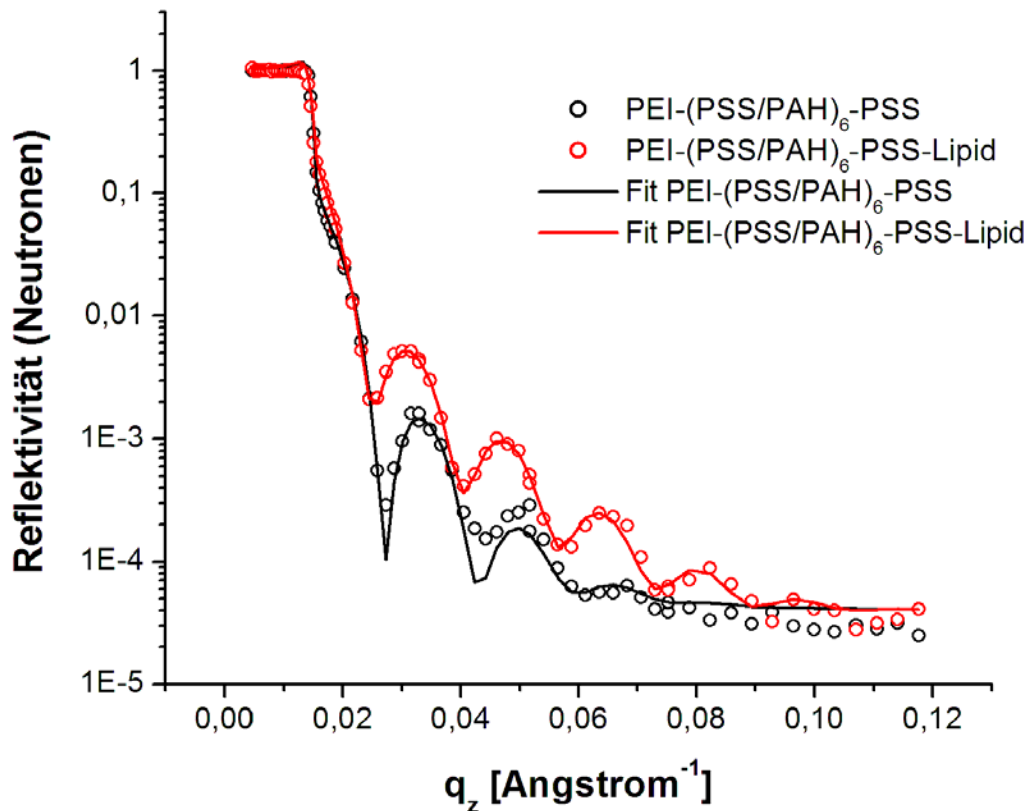 Reflektivität (Neutronen)
1
0,1
0,01
1E-3
1E-4
1E-5
PEI-(PSS/PAH)₆-PSS
PEI-(PSS/PAH)₆-PSS-Lipid
Fit PEI-(PSS/PAH)₆-PSS
Fit PEI-(PSS/PAH)₆-PSS-Lipid
0,00 0,02 0,04 0,06 0,08 0,10 0,12
q_z [Angstrom⁻¹]